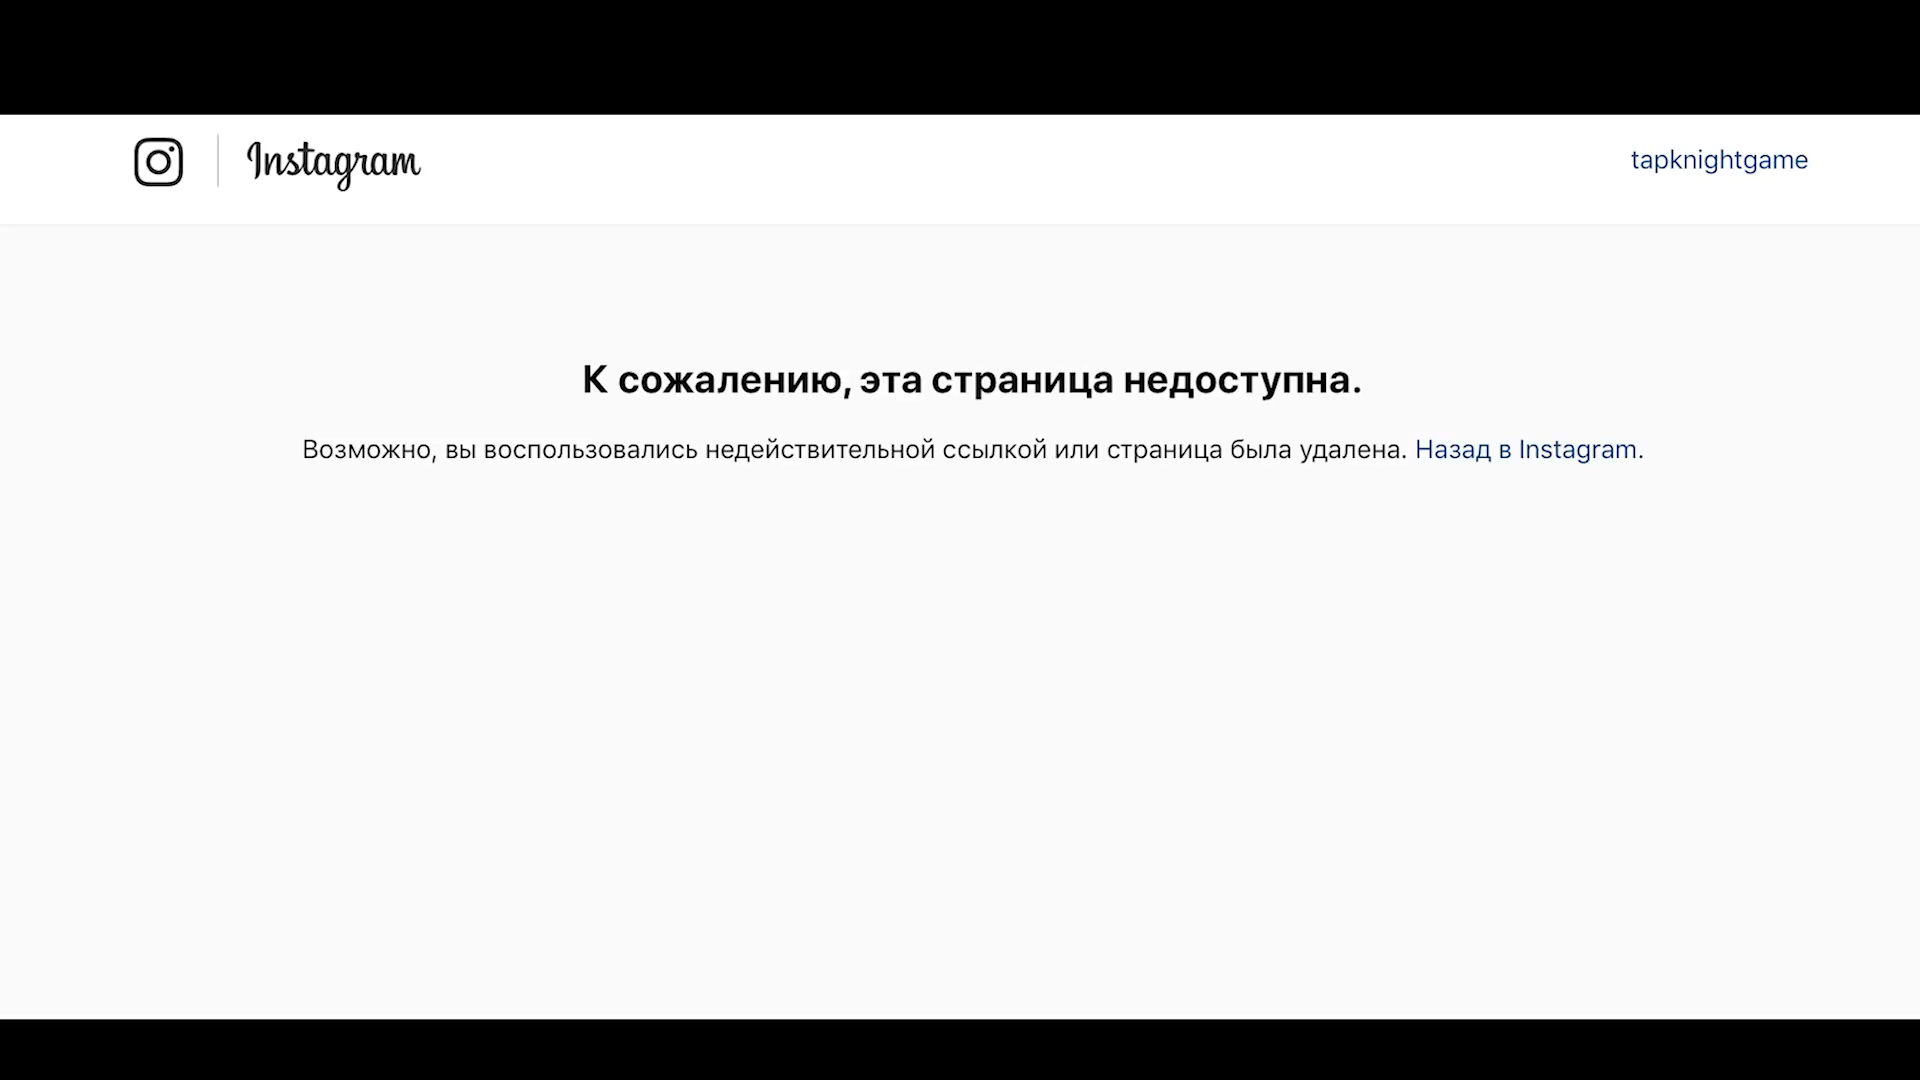 Instagram
tapknightgame
К сожалению, эта страница недоступна.
Возможно, вы воспользовались недействительной ссылкой или страница была удалена. Назад в Instagram.